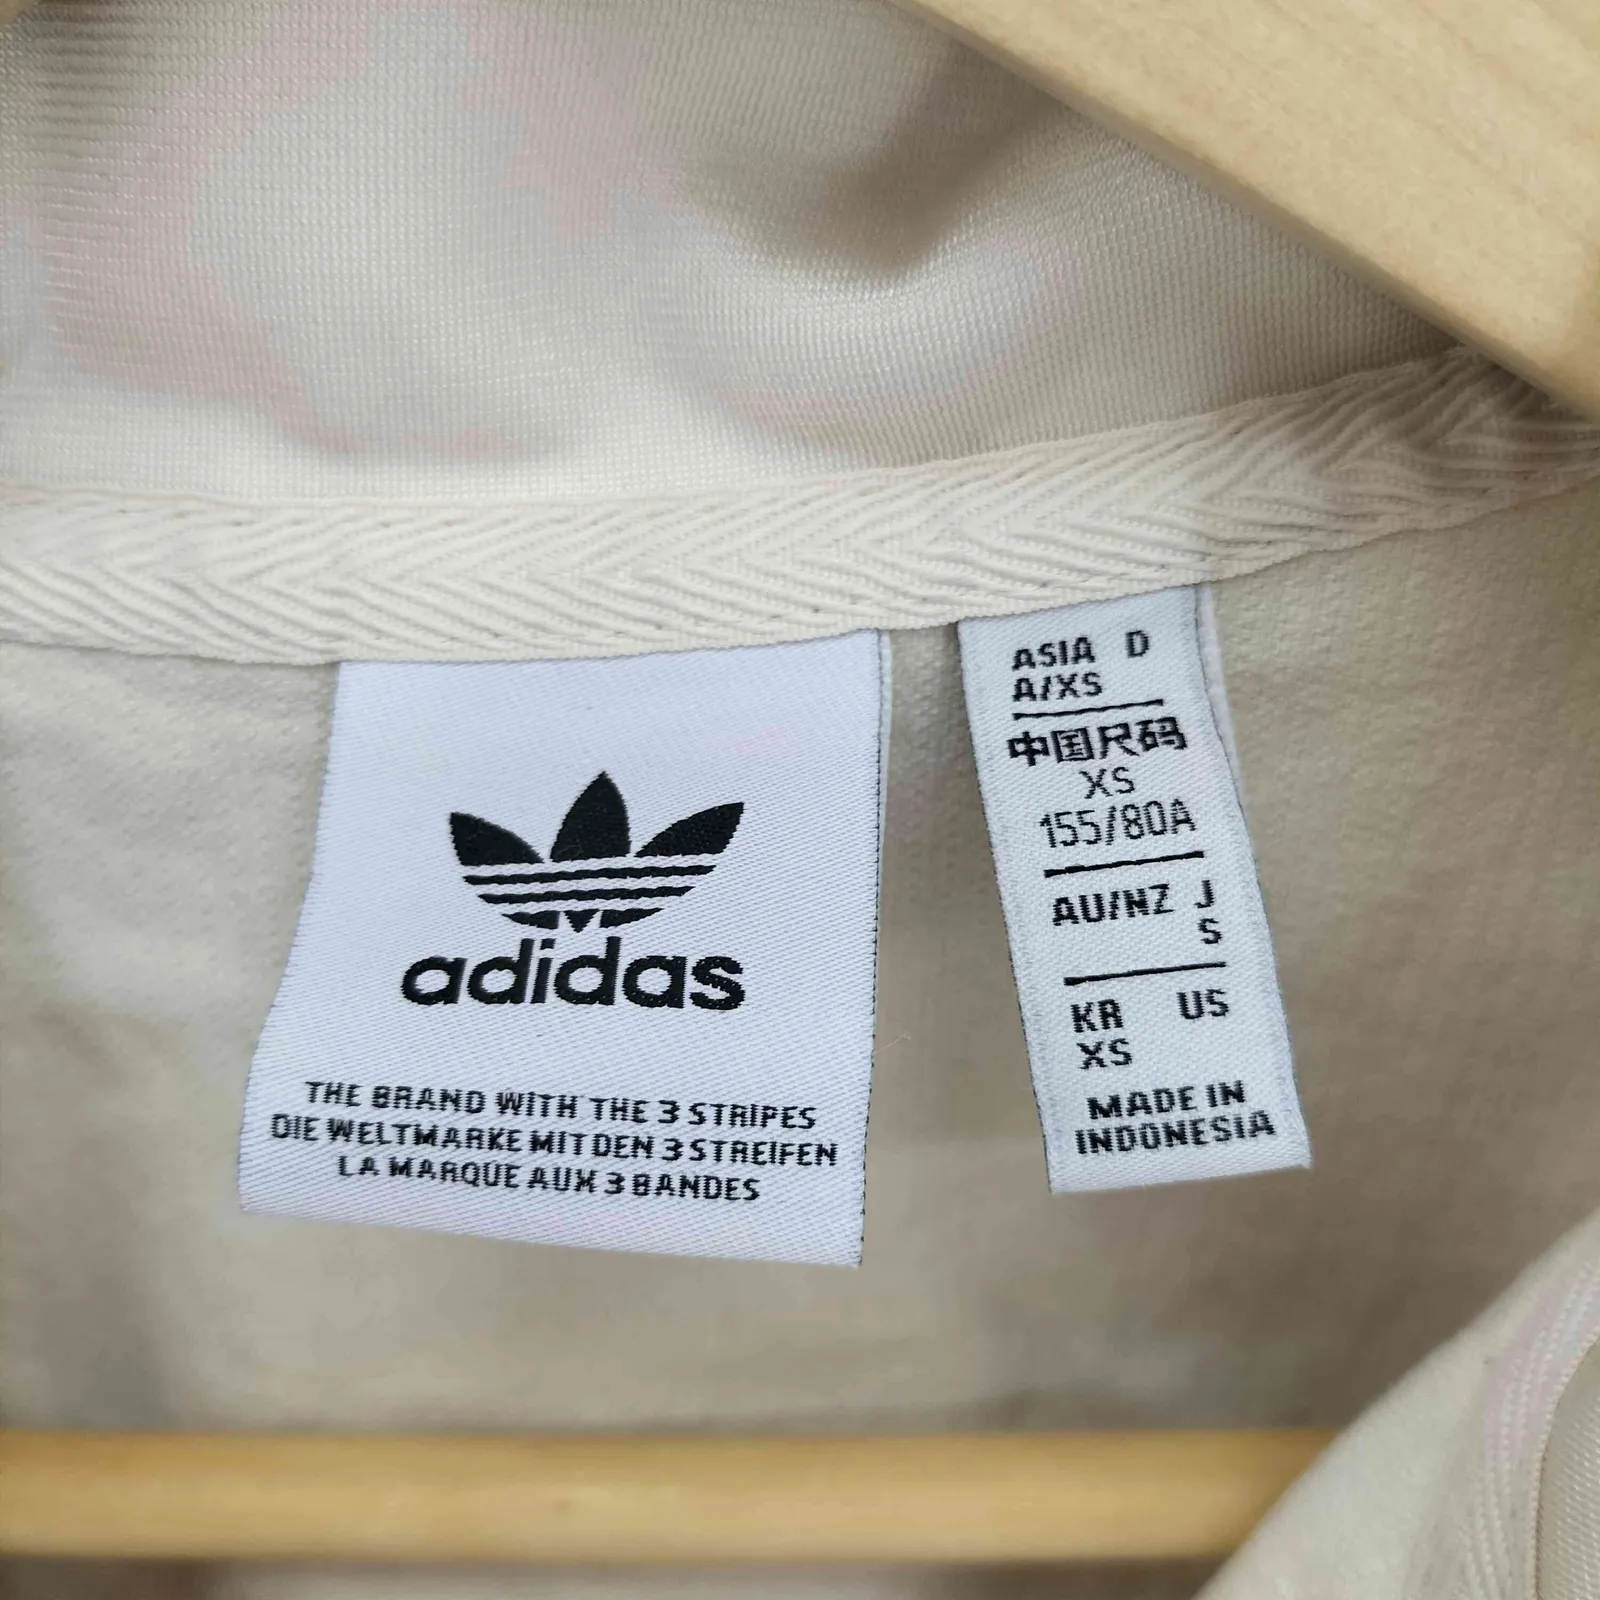 adidas
THE BRAND WITH THE 3 STRIPES
DIE WELTMARKE MIT DEN 3 STREIFEN
LA MARQUE AUX 3 BANDES
ASIA D
A/XS
中国尺码
XS
155/80A
AU/NZ J
S
KR US
XS
MADE IN
INDONESIA